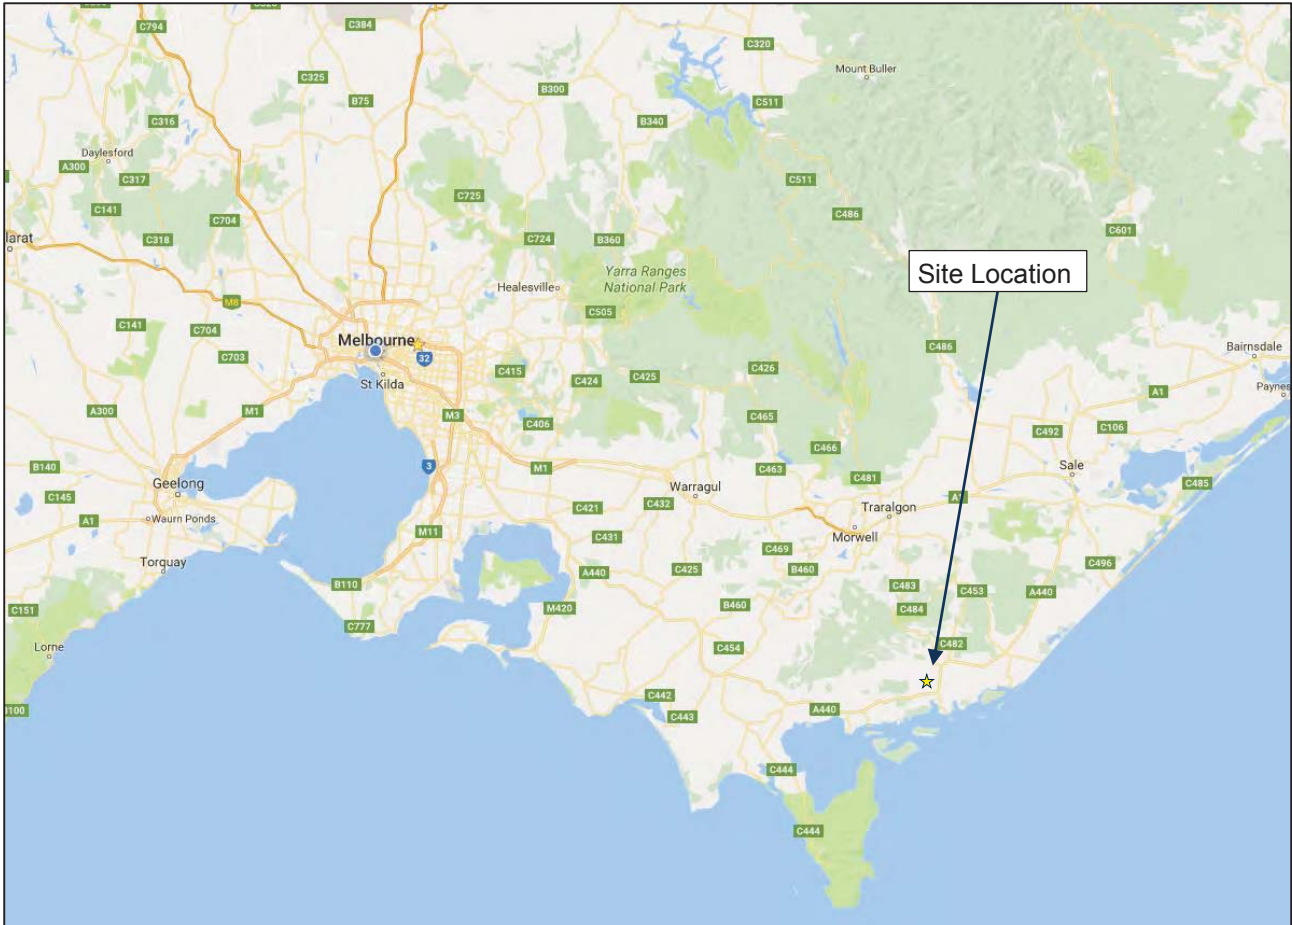 C794
C384
C320
Mount Buller
C325
B300
B75
C511
C316
B340
Daylesford
A300
C317
C511
C725
C141
C704
C486
C318
C724
B360
C601
larat
Yarra Ranges
National Park
Site Location
Healesville
M8
C505
C141
C704
Melbourne
C703
32
C486
Bairnsdale
St Kilda
C415
C424
C425
C426
Paynes
A1
A300
M1
M3
C465
C406
C492
C106
C466
B140
3
M1
C463
Sale
C481
Geelong
Warragul
C485
C145
C432
A1
Traralgon
C421
A1
Waurn Ponds
M11
Morwell
C431
C469
Torquay
C425
B460
C496
A440
B110
C483
C453
A440
C151
M420
B460
C484
C777
Lorne
C454
C482
C442
A440
B100
C443
C444
C444